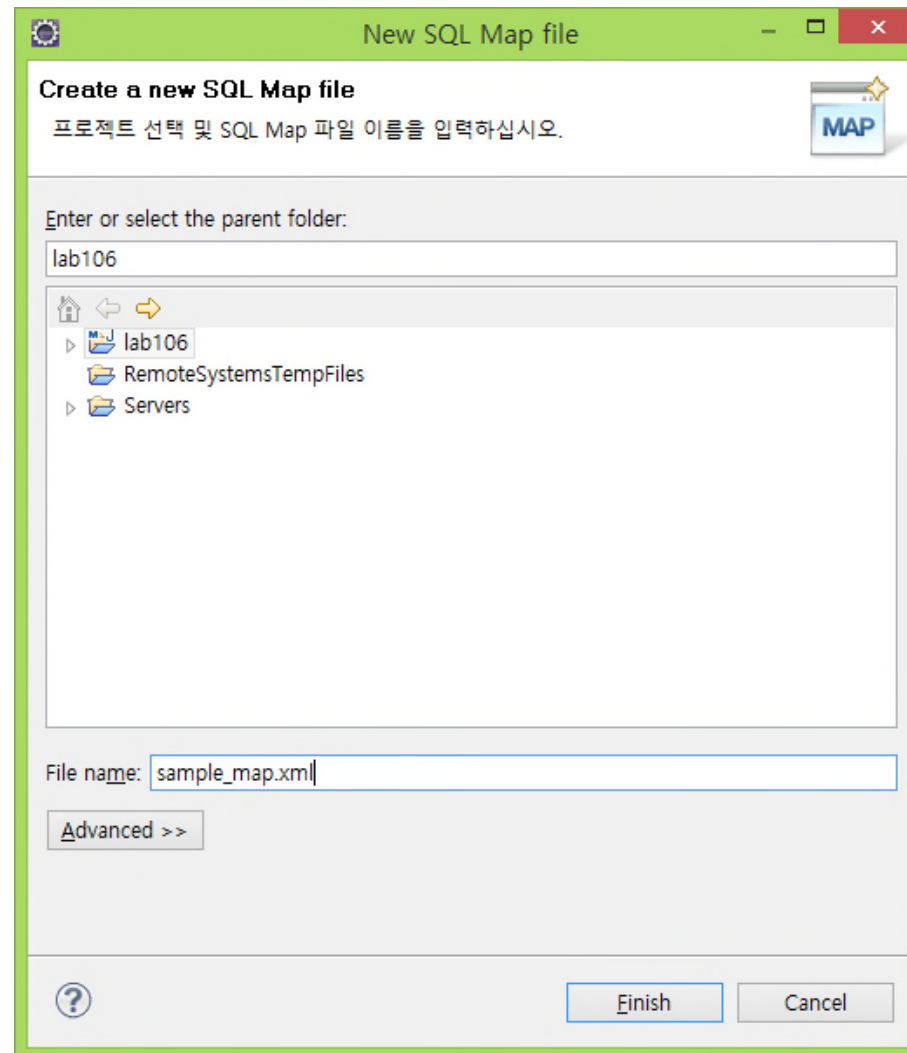 New SQL Map file
Create a new SQL Map file
프로젝트 선택 및 SQL Map 파일 이름을 입력하십시오.
MAP
Enter or select the parent folder:
lab106
lab106
RemoteSystemsTempFiles
Servers
File name: sample_map.xml
Advanced >>
Finish Cancel